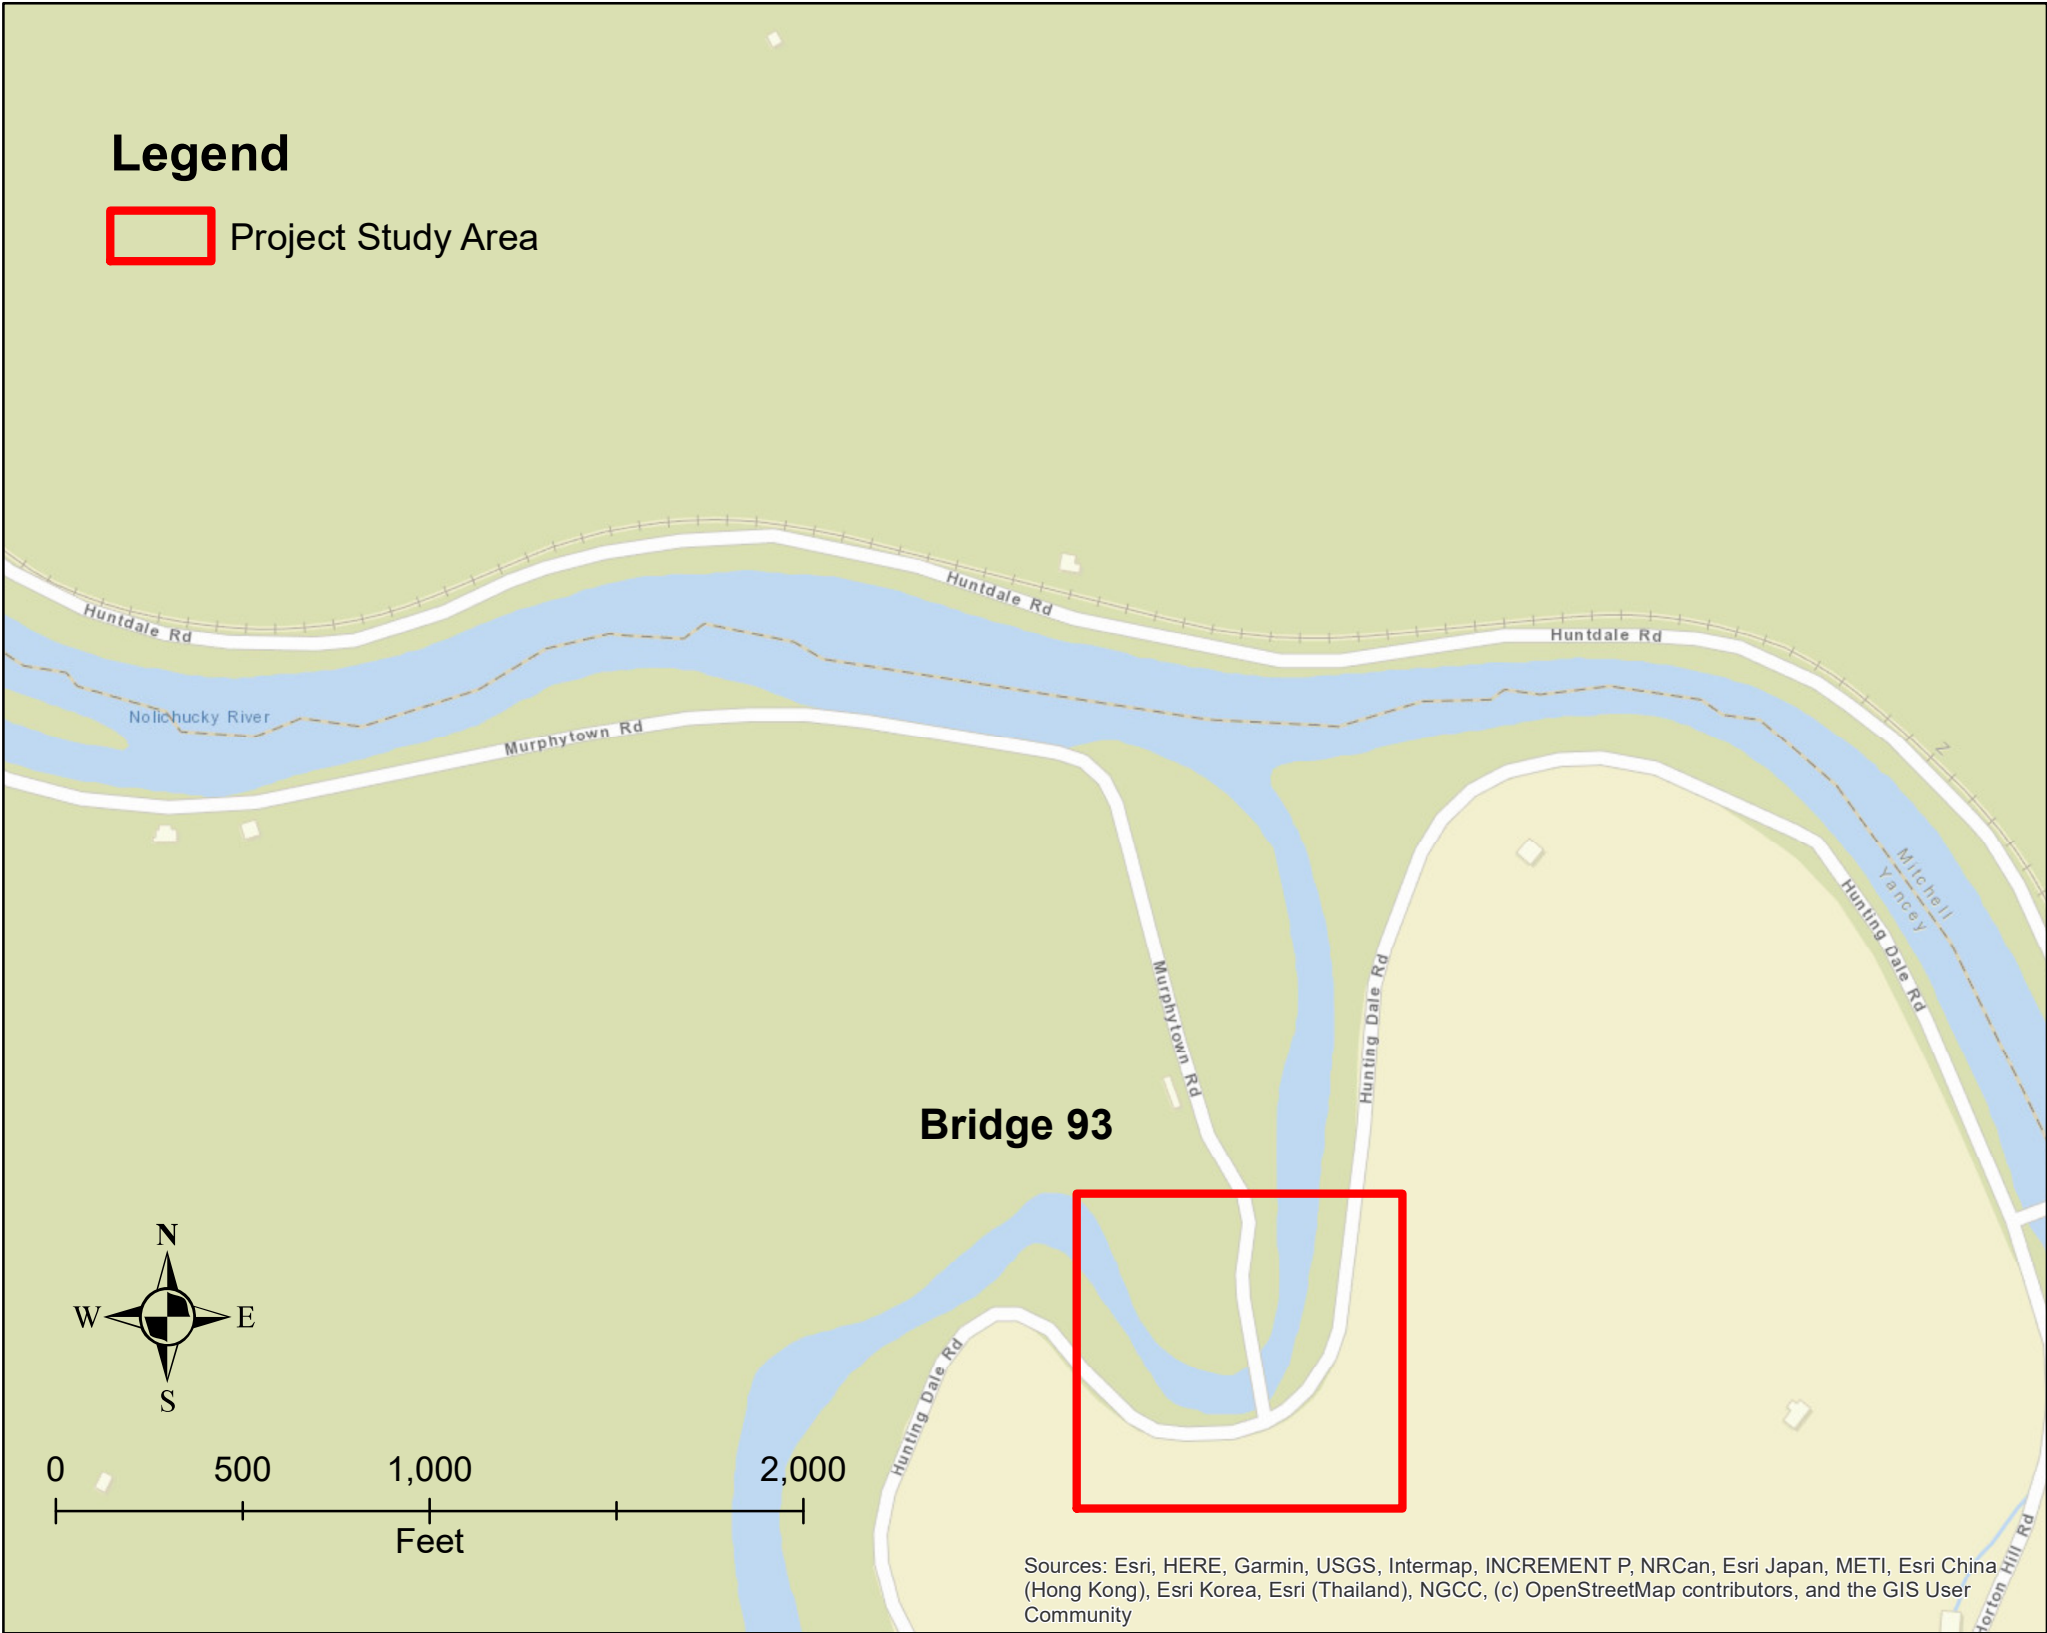 Legend
Project Study Area
Huntdale Rd
Huntdale Rd
Huntdale Rd
Nolichucky River
Murphytown Rd
Mitchell
Yancey
Hunting Dale Rd
Murphytown Rd
Hunting Dale Rd
Bridge 93
N
W E
S
Hunting Dale Rd
0 500 1,000 2,000
Feet
Horton Hill Rd
Sources: Esri, HERE, Garmin, USGS, Intermap, INCREMENT P, NRCan, Esri Japan, METI, Esri China
(Hong Kong), Esri Korea, Esri (Thailand), NGCC, (c) OpenStreetMap contributors, and the GIS User
Community